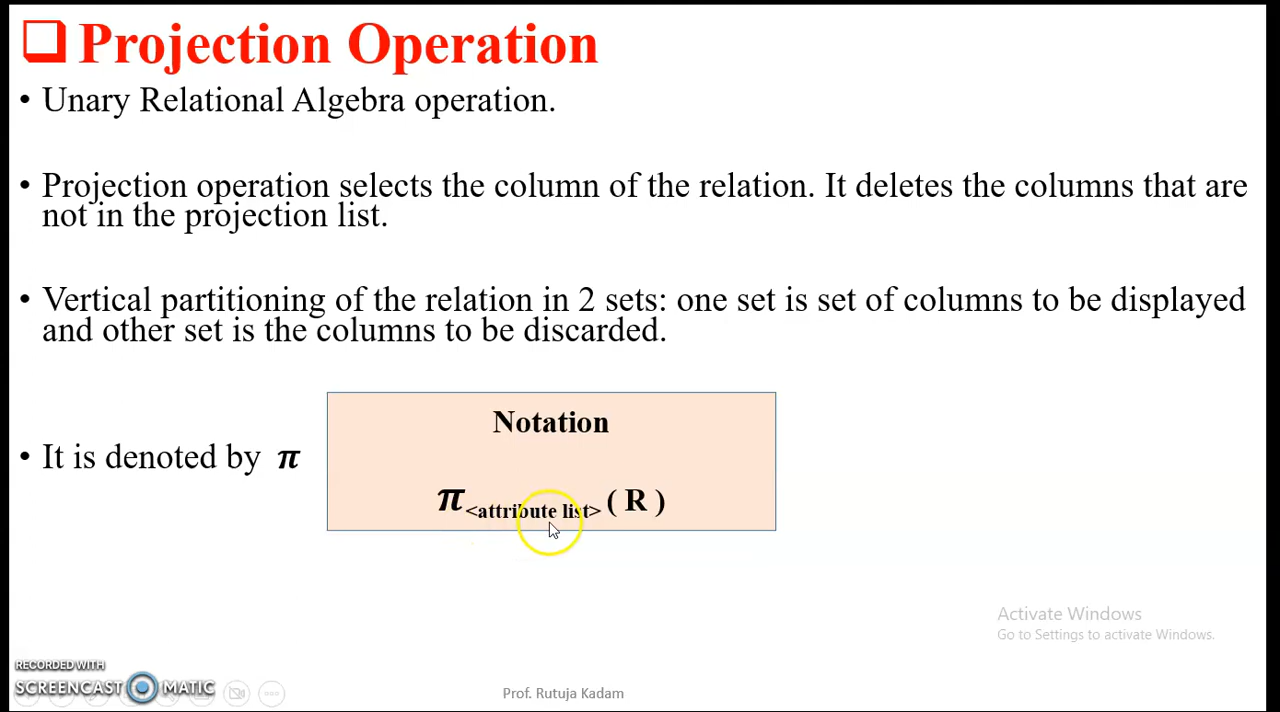 ❑ Projection Operation
• Unary Relational Algebra operation.
• Projection operation selects the column of the relation. It deletes the columns that are
not in the projection list.
• Vertical partitioning of the relation in 2 sets: one set is set of columns to be displayed
and other set is the columns to be discarded.
Notation
• It is denoted by π
π<attribute list> ( R )
Activate Windows
Go to Settings to activate Windows.
RECORDED WITH
SCREENCAST MATIC
Prof. Rutuja Kadam